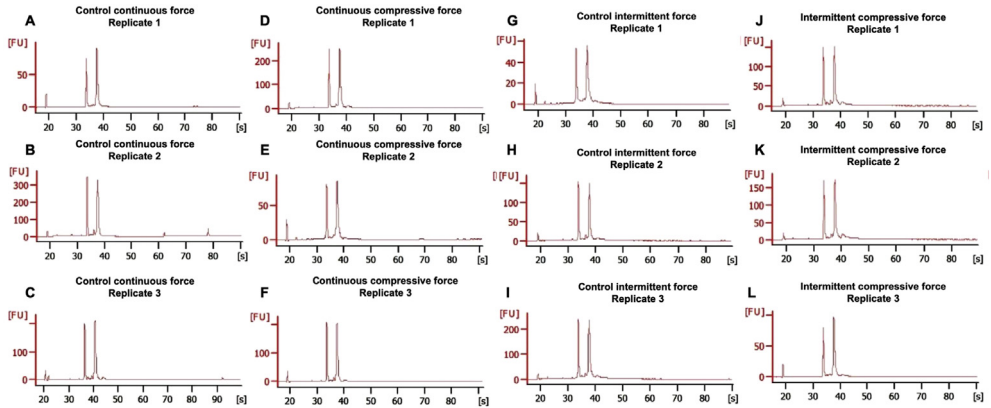 A
Control continuous force
Replicate 1
[FU]
50
0
20 30 40 50 60 70 80 [s]
D
Continuous compressive force
Replicate 1
[FU]
200
100
0
20 30 40 50 60 70 80 [s]
G
Control intermittent force
Replicate 1
[FU]
60
40
20
0
20 30 40 50 60 70 80 [s]
J
Intermittent compressive force
Replicate 1
[FU]
150
100
50
0
20 30 40 50 60 70 80 [s]
B
Control continuous force
Replicate 2
[FU]
300
200
100
0
20 30 40 50 60 70 80 [s]
E
Continuous compressive force
Replicate 2
[FU]
50
0
20 30 40 50 60 70 80 [s]
H
Control intermittent force
Replicate 2
[FU]
150
100
50
0
20 30 40 50 60 70 80 [s]
K
Intermittent compressive force
Replicate 2
[FU]
150
100
50
0
20 30 40 50 60 70 80 [s]
C
Control continuous force
Replicate 3
[FU]
100
0
20 30 40 50 60 70 80 90 [s]
F
Continuous compressive force
Replicate 3
[FU]
100
0
20 30 40 50 60 70 80 [s]
I
Control intermittent force
Replicate 3
[FU]
200
100
0
20 30 40 50 60 70 80 [s]
L
Intermittent compressive force
Replicate 3
[FU]
50
0
20 30 40 50 60 70 80 [s]